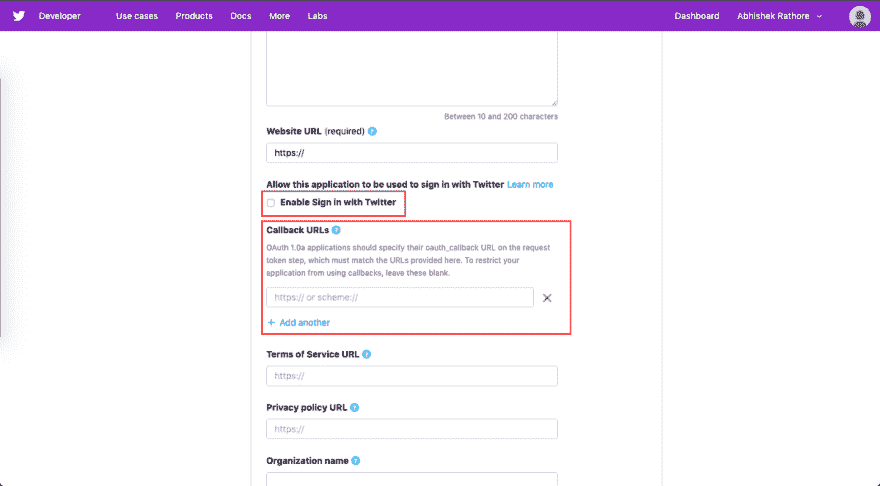 Developer Use cases Products Docs More Labs Dashboard Abhishek Rathore
Between 10 and 200 characters
Website URL (required) ?
https://
Allow this application to be used to sign in with Twitter Learn more
Enable Sign in with Twitter
Callback URLs ?
OAuth 1.0a applications should specify their oauth_callback URL on the request
token step, which must match the URLs provided here. To restrict your
application from using callbacks, leave these blank.
https:// or scheme://
+ Add another
Terms of Service URL ?
https://
Privacy policy URL ?
https://
Organization name ?